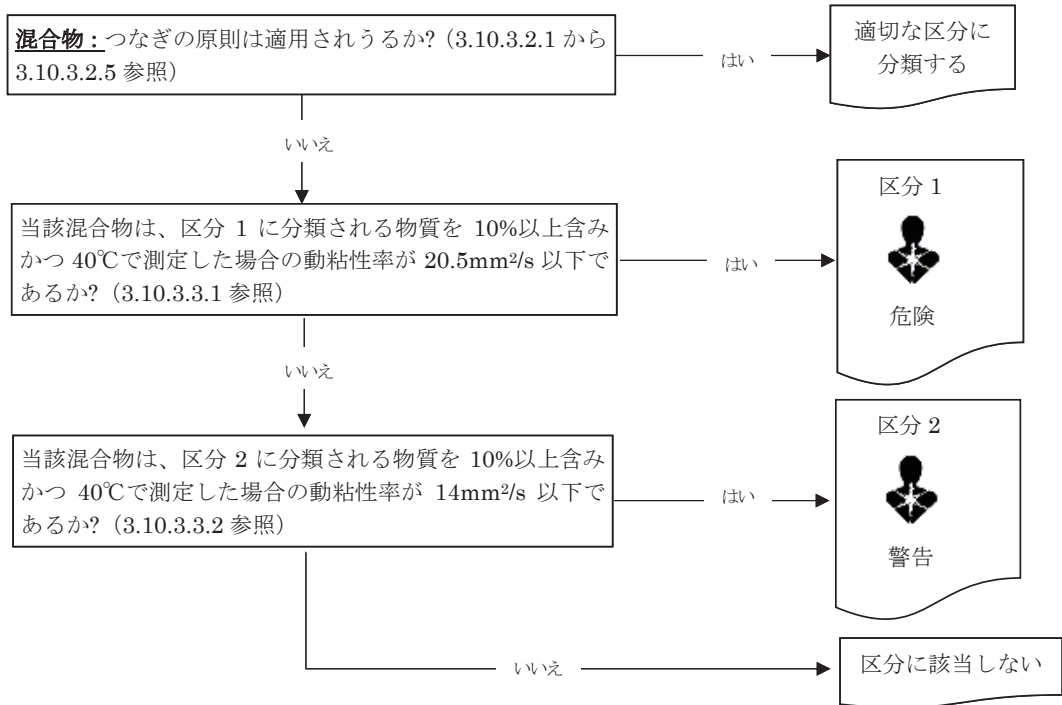 混合物：つなぎの原則は適用されうるか? (3.10.3.2.1 から
3.10.3.2.5 参照)
はい
適切な区分に
分類する
いいえ
当該混合物は、区分 1 に分類される物質を 10%以上含み
かつ 40℃で測定した場合の動粘性率が 20.5mm²/s 以下で
あるか? (3.10.3.3.1 参照)
はい
区分 1
危険
いいえ
当該混合物は、区分 2 に分類される物質を 10%以上含み
かつ 40℃で測定した場合の動粘性率が 14mm²/s 以下で
あるか? (3.10.3.3.2 参照)
はい
区分 2
警告
いいえ
区分に該当しない